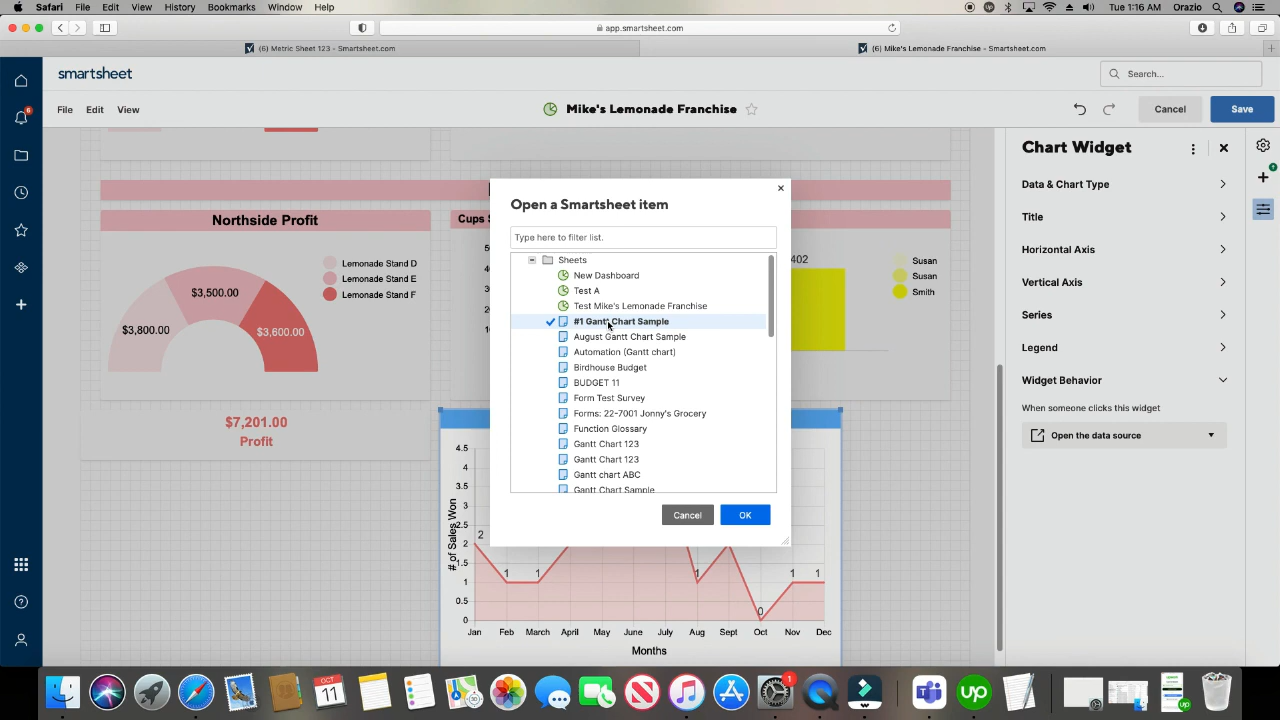 Safari File Edit View History Bookmarks Window Help
Tue 1:16 AM Orazio
app.smartsheet.com
(6) Metric Sheet 123 - Smartsheet.com
(6) Mike's Lemonade Franchise - Smartsheet.com
smartsheet
Search...
File Edit View
Mike's Lemonade Franchise
Cancel
Save
Chart Widget
Data & Chart Type
Title
Horizontal Axis
Vertical Axis
Series
Legend
Widget Behavior
When someone clicks this widget
Open the data source
6
Northside Profit
Lemonade Stand D
Lemonade Stand E
Lemonade Stand F
$3,500.00
$3,800.00
$3,600.00
$7,201.00
Profit
Cups
402
Susan
Susan
Smith
Open a Smartsheet item
Type here to filter list.
Sheets
New Dashboard
Test A
Test Mike's Lemonade Franchise
#1 Gantt Chart Sample
August Gantt Chart Sample
Automation (Gantt chart)
Birdhouse Budget
BUDGET 11
Form Test Survey
Forms: 22-7001 Jonny's Grocery
Function Glossary
Gantt Chart 123
Gantt Chart 123
Gantt chart ABC
Gantt Chart Sample
Cancel
OK
# of Sales Won
4.5
4
3.5
3
2.5
2
1.5
1
0.5
0
2
1
1
1
0
1
1
Jan Feb March April May June July Aug Sept Oct Nov Dec
Months
OCT
11
1